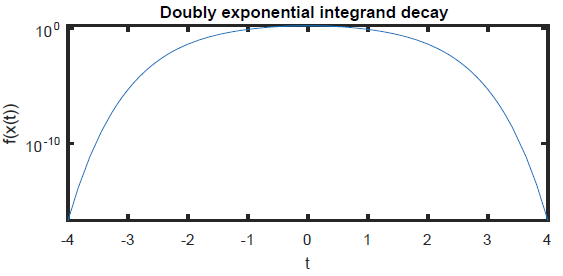 Doubly exponential integrand decay
10^0
10^-10
f(x(t))
-4 -3 -2 -1 0 1 2 3 4
t